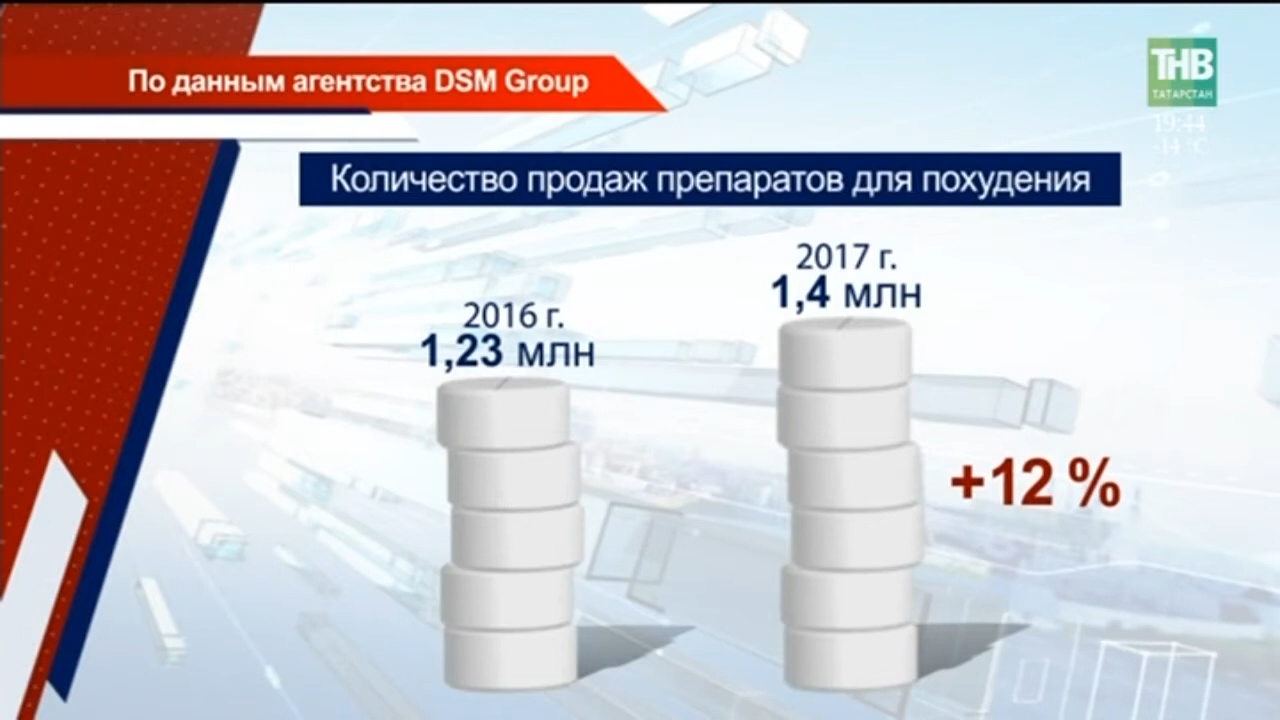 По данным агентства DSM Group
ТНВ
ТАТАРСТАН
19:44
-14 °C
Количество продаж препаратов для похудения
2016 г.
1,23 млн
2017 г.
1,4 млн
+12 %